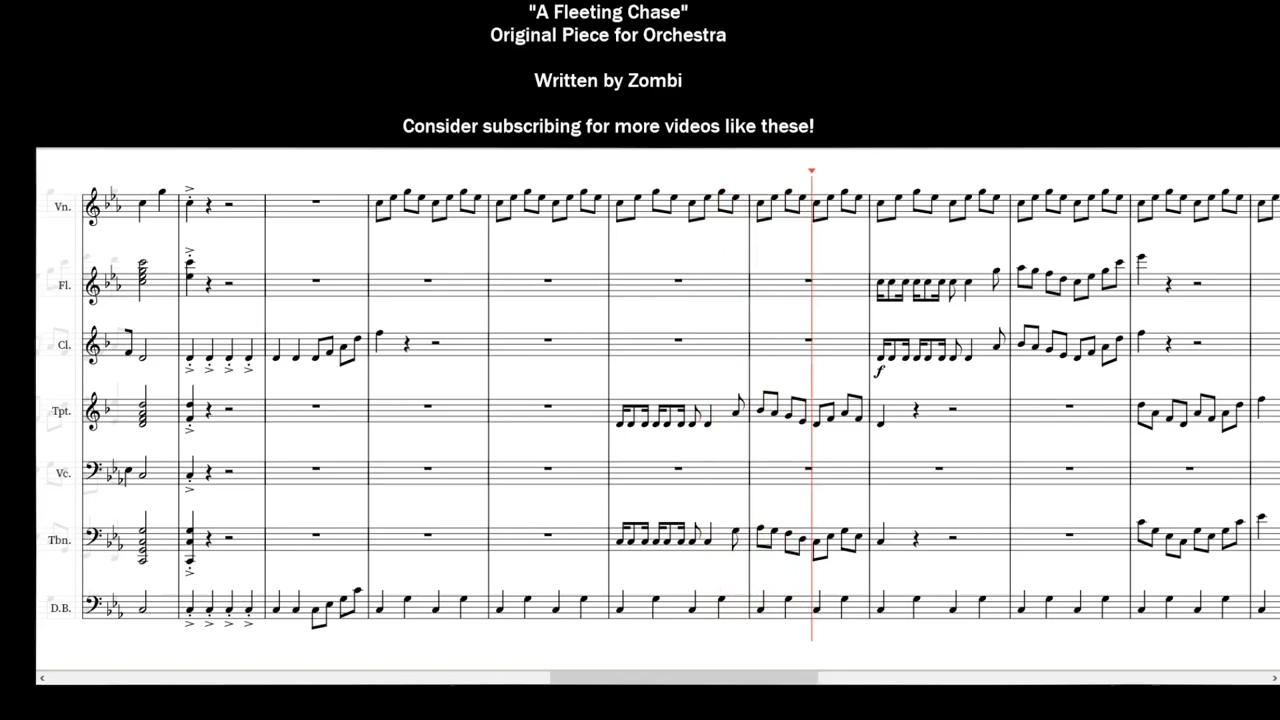 "A Fleeting Chase"
Original Piece for Orchestra
Written by Zombi
Consider subscribing for more videos like these!
Vn.
Fl.
Cl.
f
Tpt.
Vc.
Tbn.
D.B.